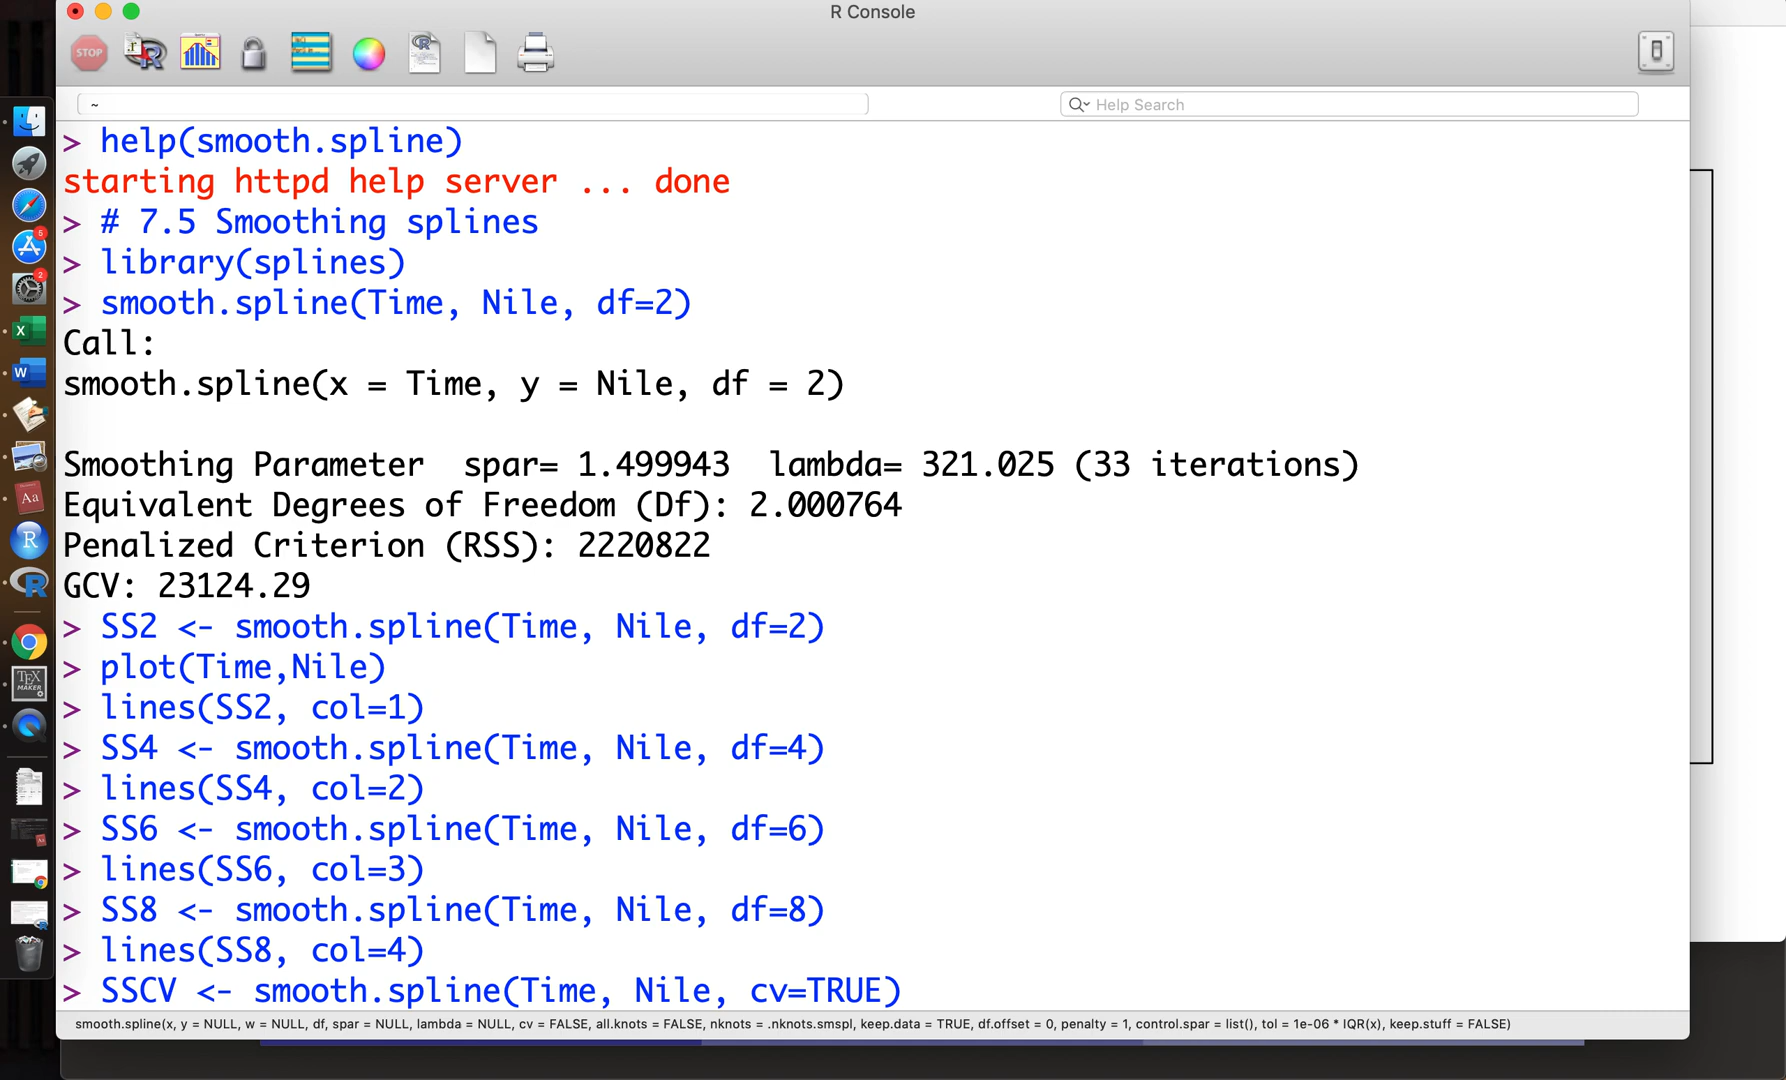 R Console
STOP
R
~
Help Search
> help(smooth.spline)
starting httpd help server ... done
> # 7.5 Smoothing splines
> library(splines)
> smooth.spline(Time, Nile, df=2)
Call:
smooth.spline(x = Time, y = Nile, df = 2)
Smoothing Parameter  spar= 1.499943  lambda= 321.025 (33 iterations)
Equivalent Degrees of Freedom (Df): 2.000764
Penalized Criterion (RSS): 2220822
GCV: 23124.29
> SS2 <- smooth.spline(Time, Nile, df=2)
> plot(Time,Nile)
> lines(SS2, col=1)
> SS4 <- smooth.spline(Time, Nile, df=4)
> lines(SS4, col=2)
> SS6 <- smooth.spline(Time, Nile, df=6)
> lines(SS6, col=3)
> SS8 <- smooth.spline(Time, Nile, df=8)
> lines(SS8, col=4)
> SSCV <- smooth.spline(Time, Nile, cv=TRUE)
smooth.spline(x, y = NULL, w = NULL, df, spar = NULL, lambda = NULL, cv = FALSE, all.knots = FALSE, nknots = .nknots.smspl, keep.data = TRUE, df.offset = 0, penalty = 1, control.spar = list(), tol = 1e-06 * IQR(x), keep.stuff = FALSE)
5
2
X
W
Aa
R
R
TEX
MAKER